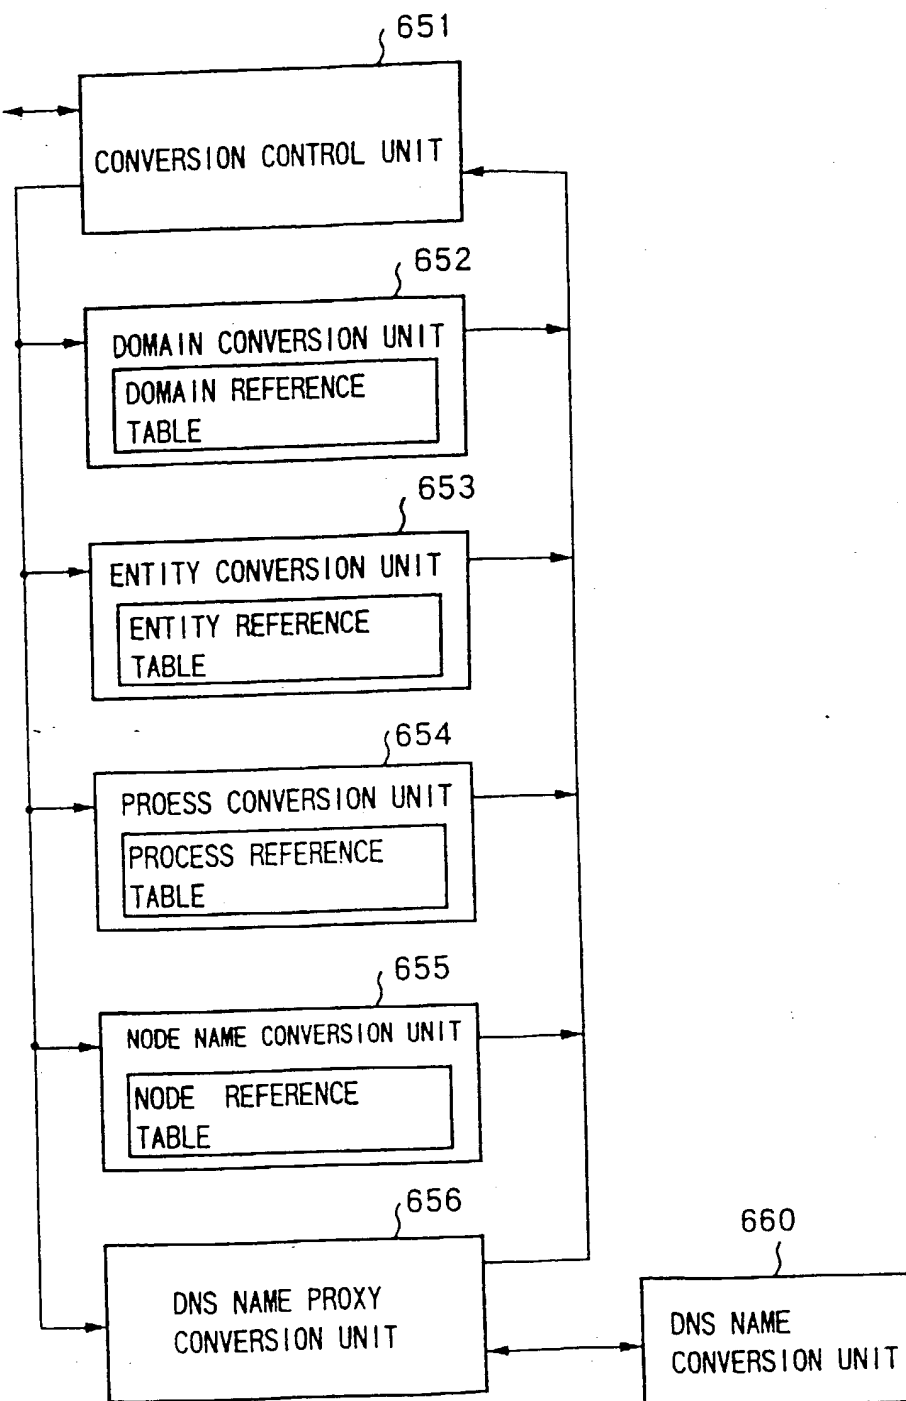 651
CONVERSION CONTROL UNIT
652
DOMAIN CONVERSION UNIT
DOMAIN REFERENCE
TABLE
653
ENTITY CONVERSION UNIT
ENTITY REFERENCE
TABLE
654
PROESS CONVERSION UNIT
PROCESS REFERENCE
TABLE
655
NODE NAME CONVERSION UNIT
NODE REFERENCE
TABLE
656
DNS NAME PROXY
CONVERSION UNIT
660
DNS NAME
CONVERSION UNIT